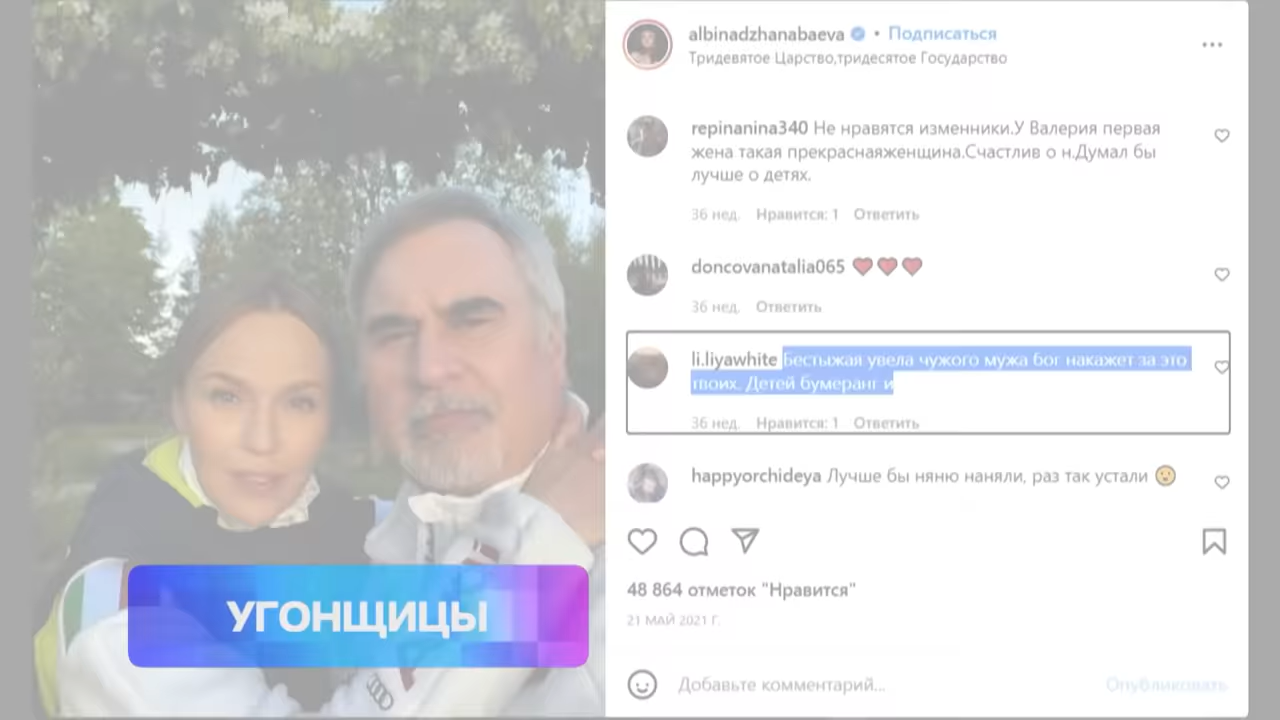 albinadzhanabaeva • Подписаться
Тридевятое Царство,тридесятое Государство
repinanina340 Не нравятся изменники.У Валерия первая
жена такая прекраснаяженщина.Счастлив о н.Думал бы
лучше о детях.
36 нед. Нравится: 1 Ответить
doncovanatalia065 ❤️❤️❤️
36 нед. Ответить
li.liyawhite Бестыжая увела чужого мужа бог накажет за это
твоих. Детей бумеранг и
36 нед. Нравится: 1 Ответить
happyorchideya Лучше бы няню наняли, раз так устали
48 864 отметок "Нравится"
21 МАЙ 2021 Г.
Добавьте комментарий...
Опубликовать
УГОНЩИЦЫ